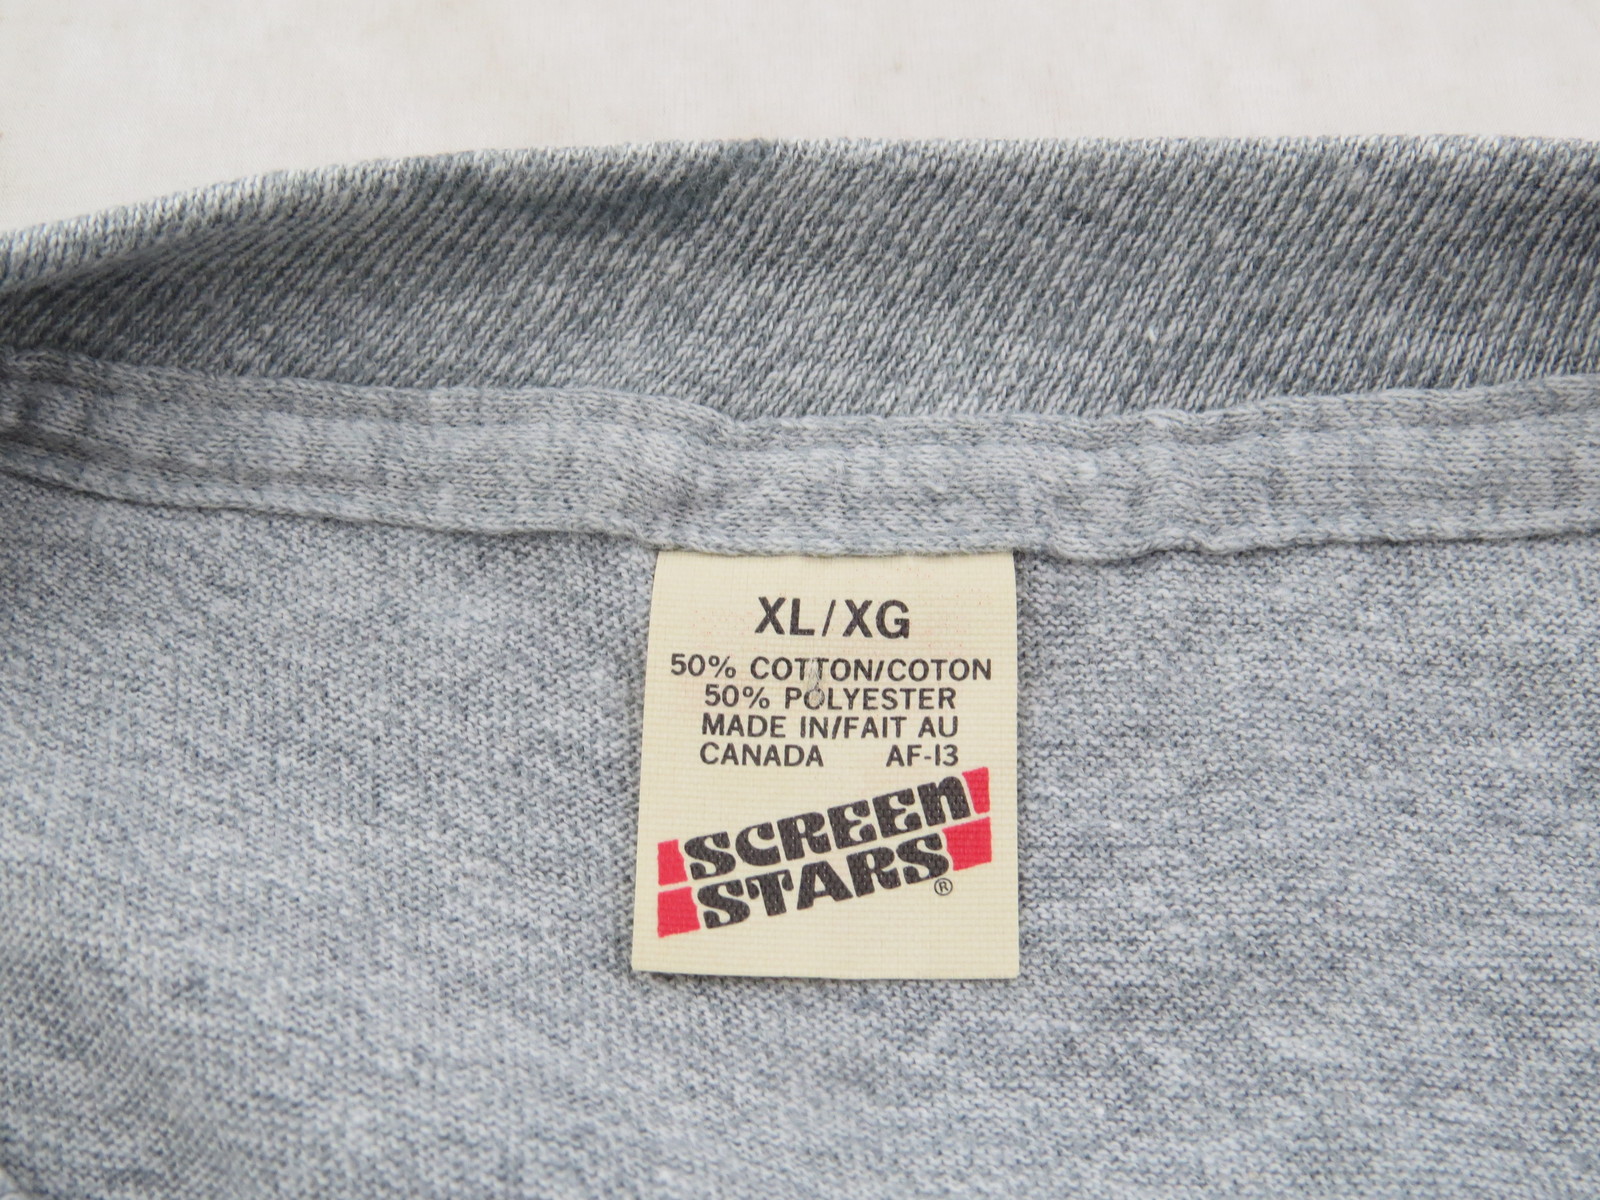 XL/XG
50% COTTON/COTON
50% POLYESTER
MADE IN/FAIT AU
CANADA AF-13
SCREEN
STARS®